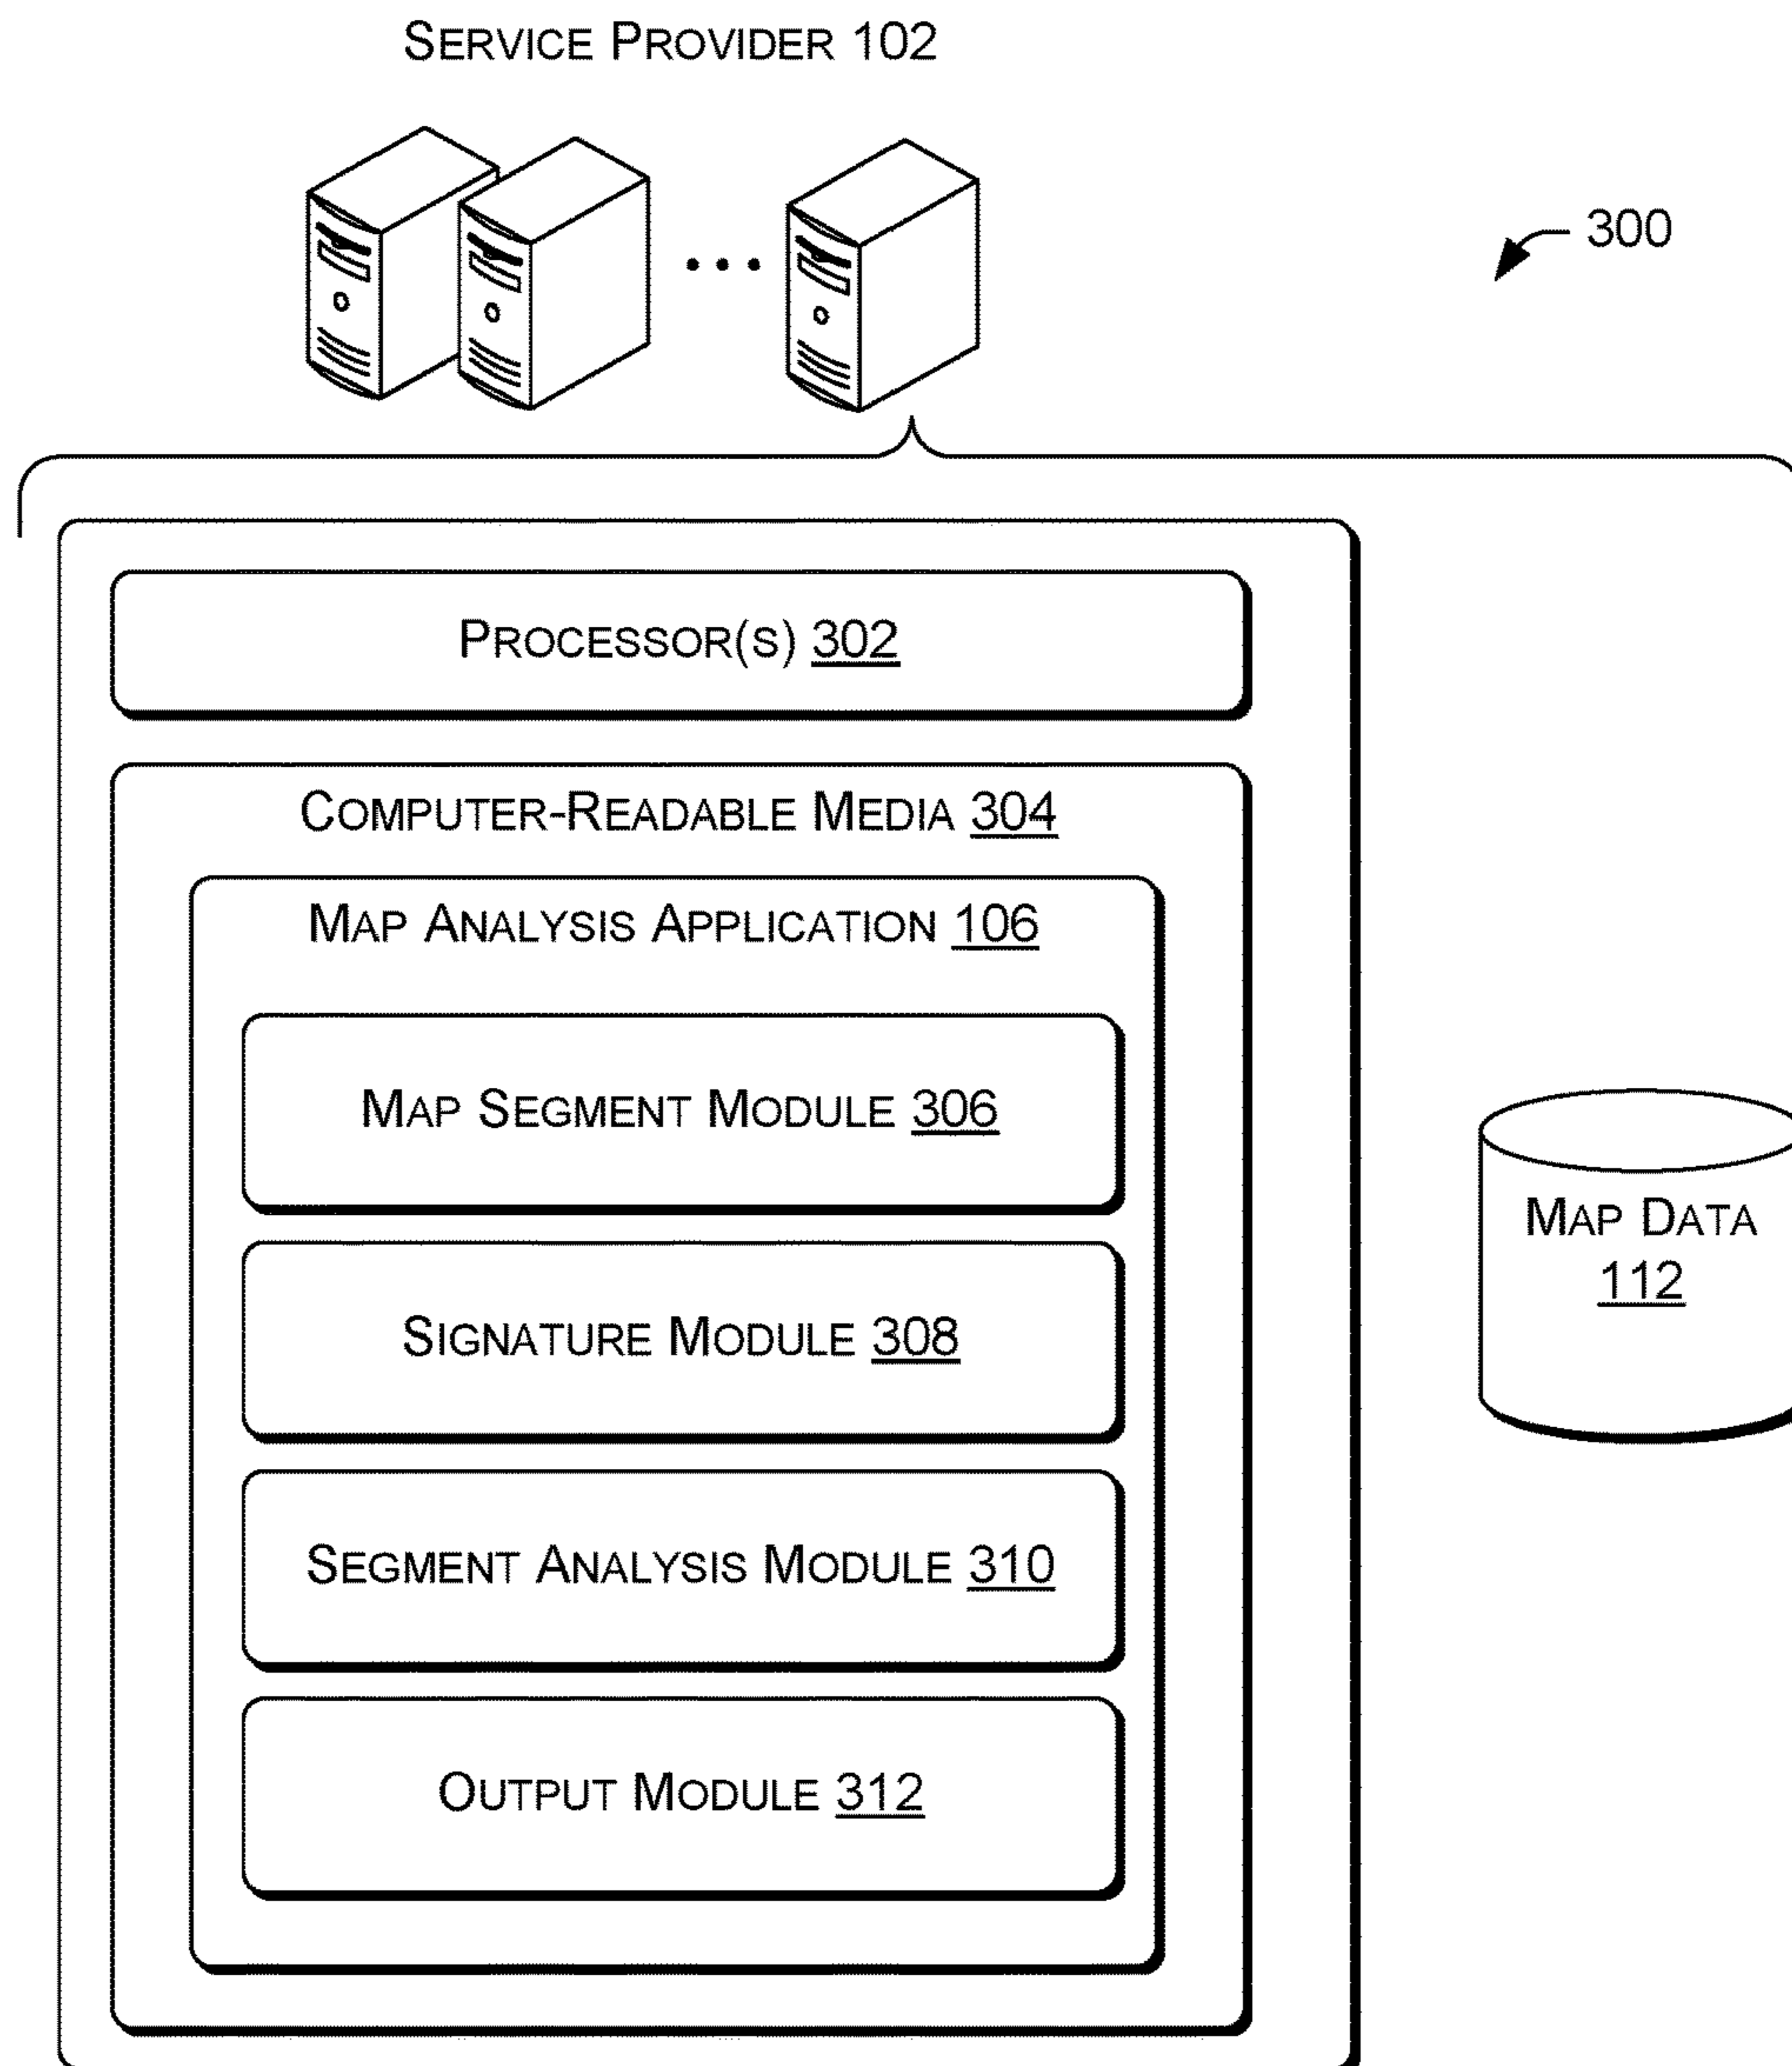 SERVICE PROVIDER 102
300
PROCESSOR(S) 302
COMPUTER-READABLE MEDIA 304
MAP ANALYSIS APPLICATION 106
MAP SEGMENT MODULE 306
MAP DATA
112
SIGNATURE MODULE 308
SEGMENT ANALYSIS MODULE 310
OUTPUT MODULE 312